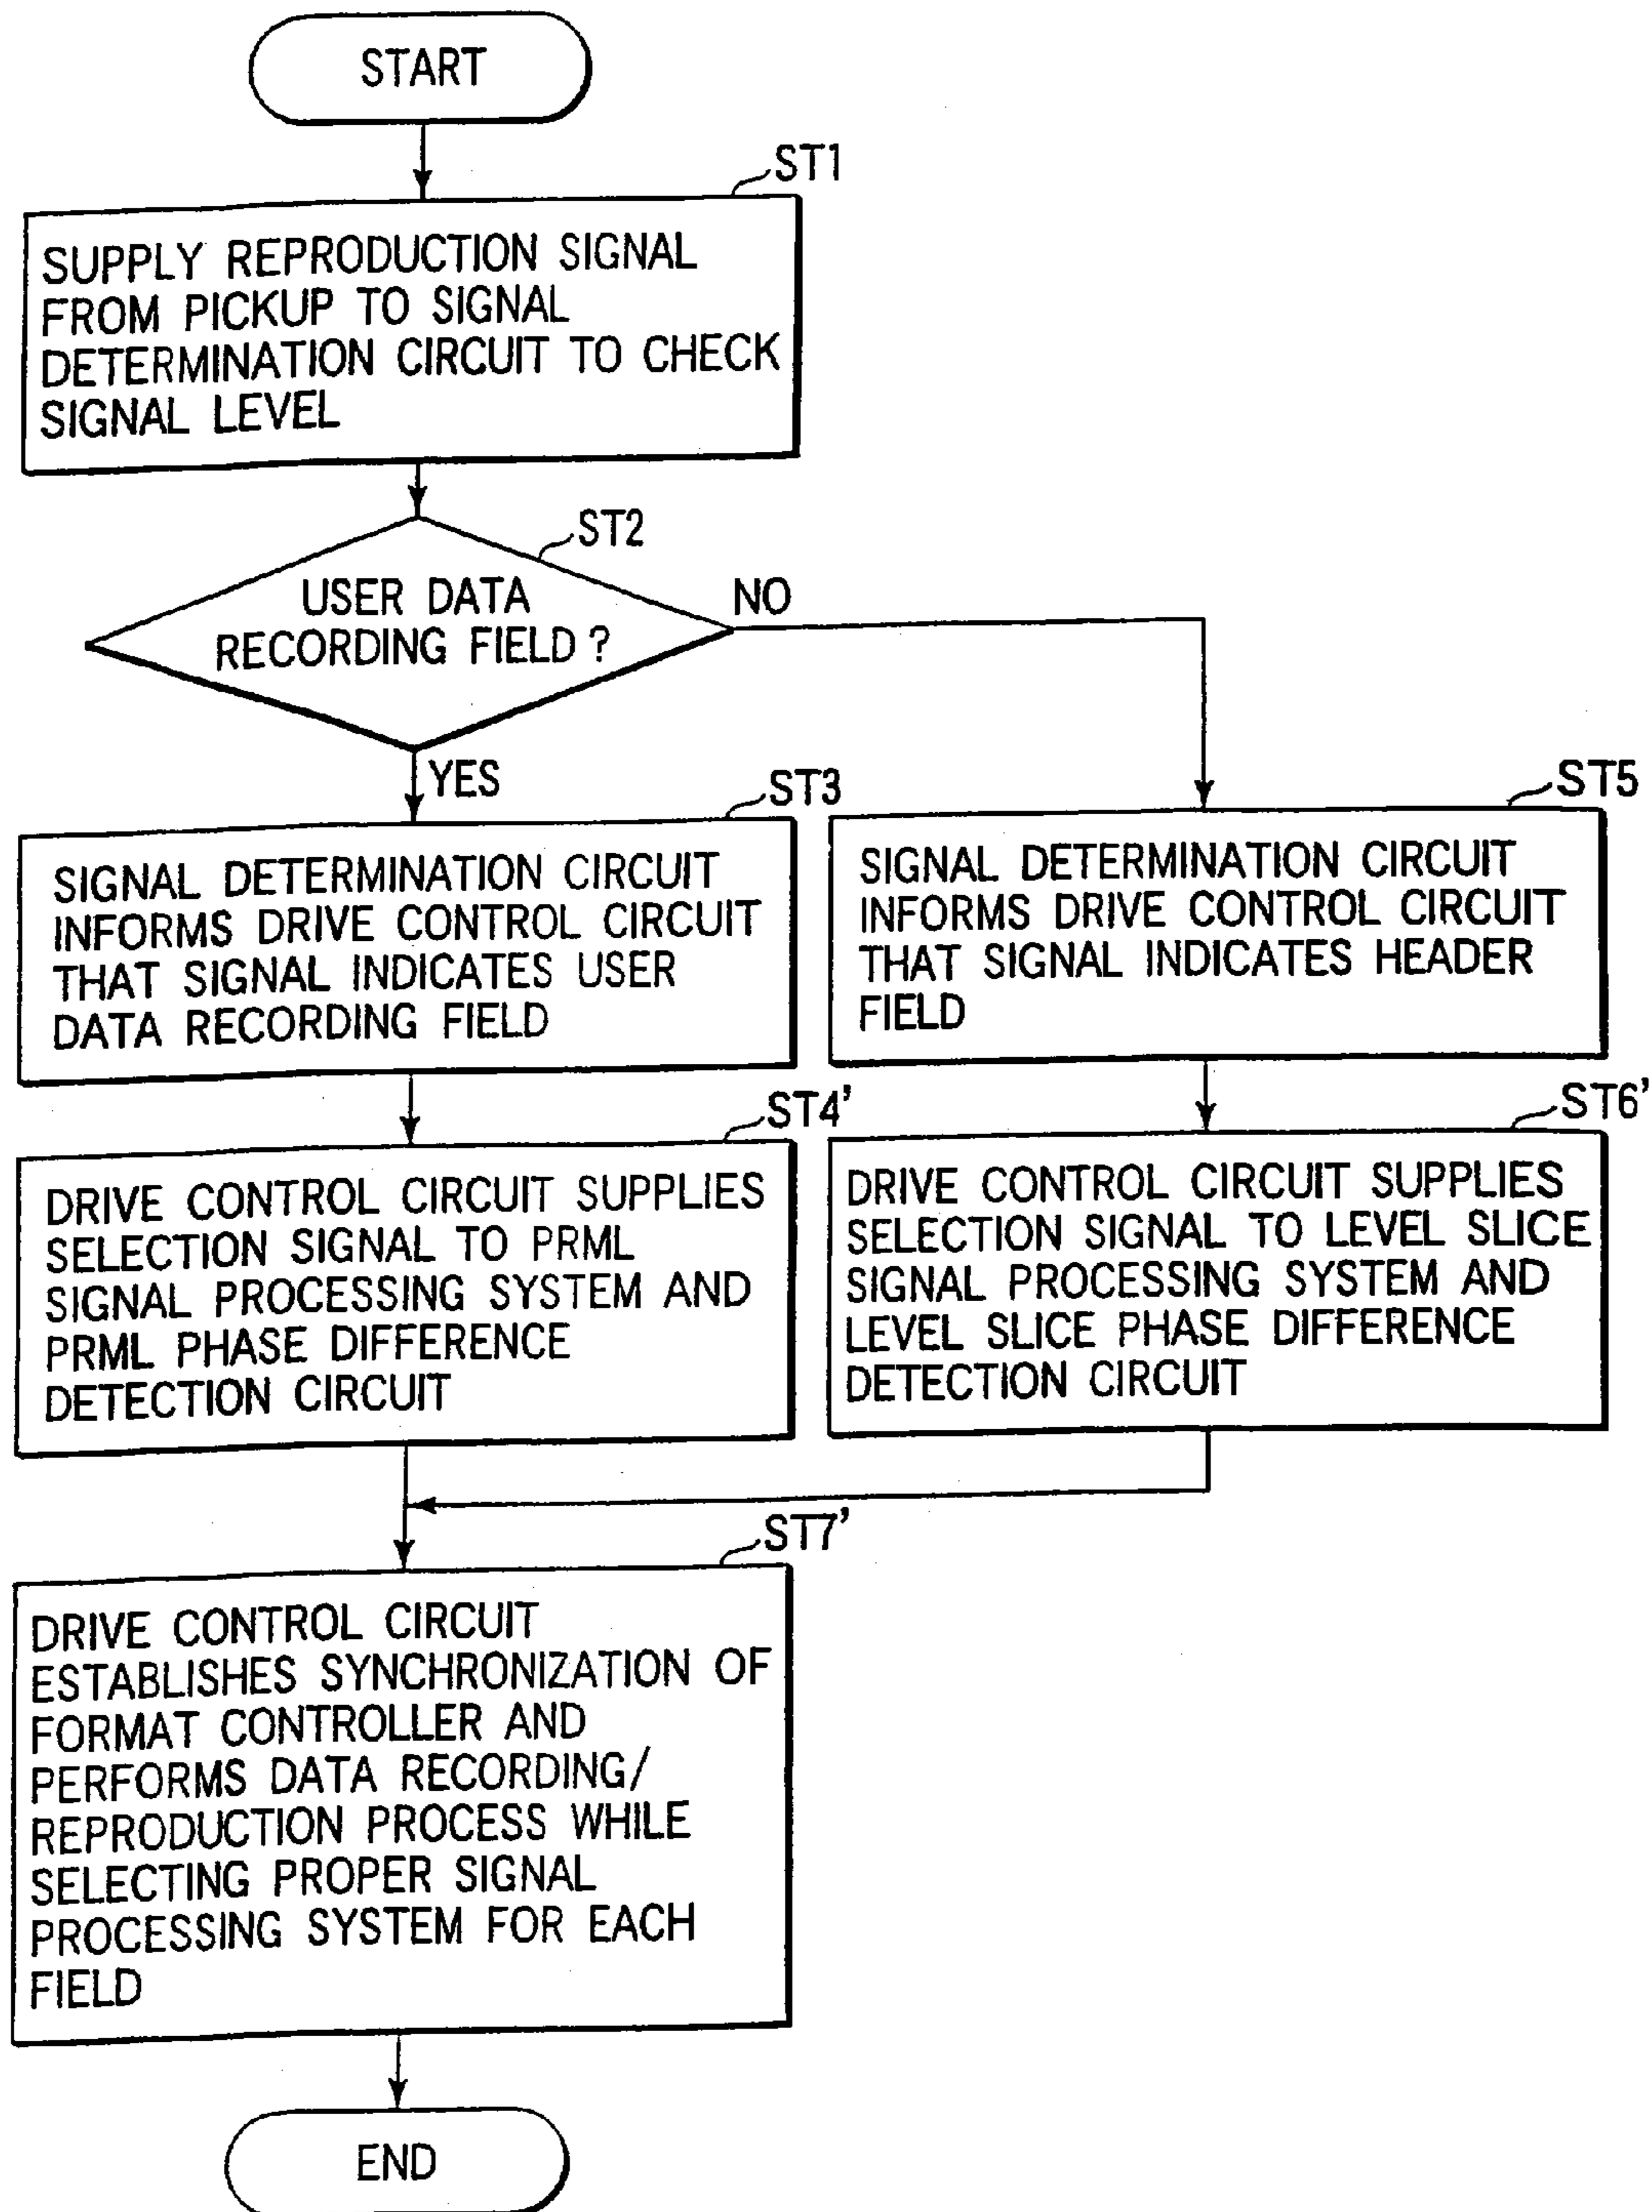 START
ST1
SUPPLY REPRODUCTION SIGNAL
FROM PICKUP TO SIGNAL
DETERMINATION CIRCUIT TO CHECK
SIGNAL LEVEL
ST2
USER DATA
RECORDING FIELD?
NO
YES
ST3
SIGNAL DETERMINATION CIRCUIT
INFORMS DRIVE CONTROL CIRCUIT
THAT SIGNAL INDICATES USER
DATA RECORDING FIELD
ST5
SIGNAL DETERMINATION CIRCUIT
INFORMS DRIVE CONTROL CIRCUIT
THAT SIGNAL INDICATES HEADER
FIELD
ST4'
DRIVE CONTROL CIRCUIT SUPPLIES
SELECTION SIGNAL TO PRML
SIGNAL PROCESSING SYSTEM AND
PRML PHASE DIFFERENCE
DETECTION CIRCUIT
ST6'
DRIVE CONTROL CIRCUIT SUPPLIES
SELECTION SIGNAL TO LEVEL SLICE
SIGNAL PROCESSING SYSTEM AND
LEVEL SLICE PHASE DIFFERENCE
DETECTION CIRCUIT
ST7'
DRIVE CONTROL CIRCUIT
ESTABLISHES SYNCHRONIZATION OF
FORMAT CONTROLLER AND
PERFORMS DATA RECORDING/
REPRODUCTION PROCESS WHILE
SELECTING PROPER SIGNAL
PROCESSING SYSTEM FOR EACH
FIELD
END